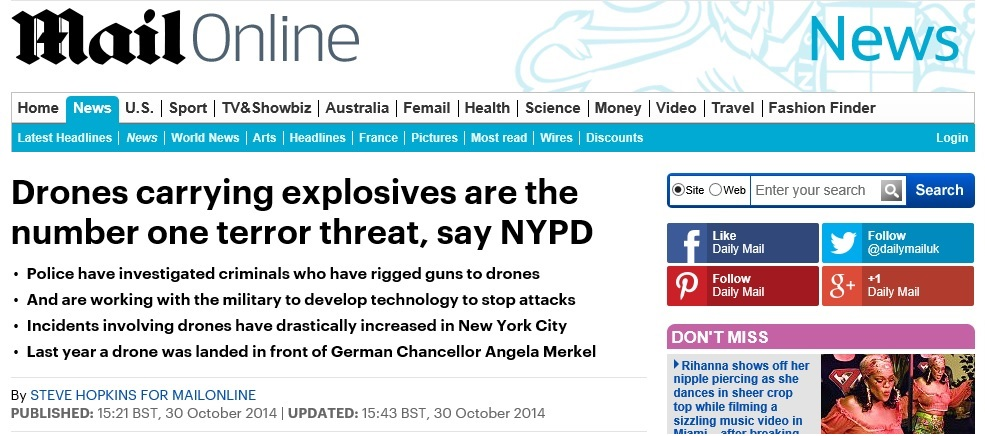 Mail Online
News
Home News U.S. Sport TV&Showbiz Australia Femail Health Science Money Video Travel Fashion Finder
Latest Headlines News World News Arts Headlines France Pictures Most read Wires Discounts Login
Drones carrying explosives are the
number one terror threat, say NYPD
• Police have investigated criminals who have rigged guns to drones
• And are working with the military to develop technology to stop attacks
• Incidents involving drones have drastically increased in New York City
• Last year a drone was landed in front of German Chancellor Angela Merkel
By STEVE HOPKINS FOR MAILONLINE
PUBLISHED: 15:21 BST, 30 October 2014 | UPDATED: 15:43 BST, 30 October 2014
Site Web Enter your search Search
f Like
Daily Mail
Follow
@dailymailuk
Follow
Daily Mail
g+ +1
Daily Mail
DON'T MISS
Rihanna shows off her
nipple piercing as she
dances in sheer crop
top while filming a
sizzling music video in
Miami... after breaking